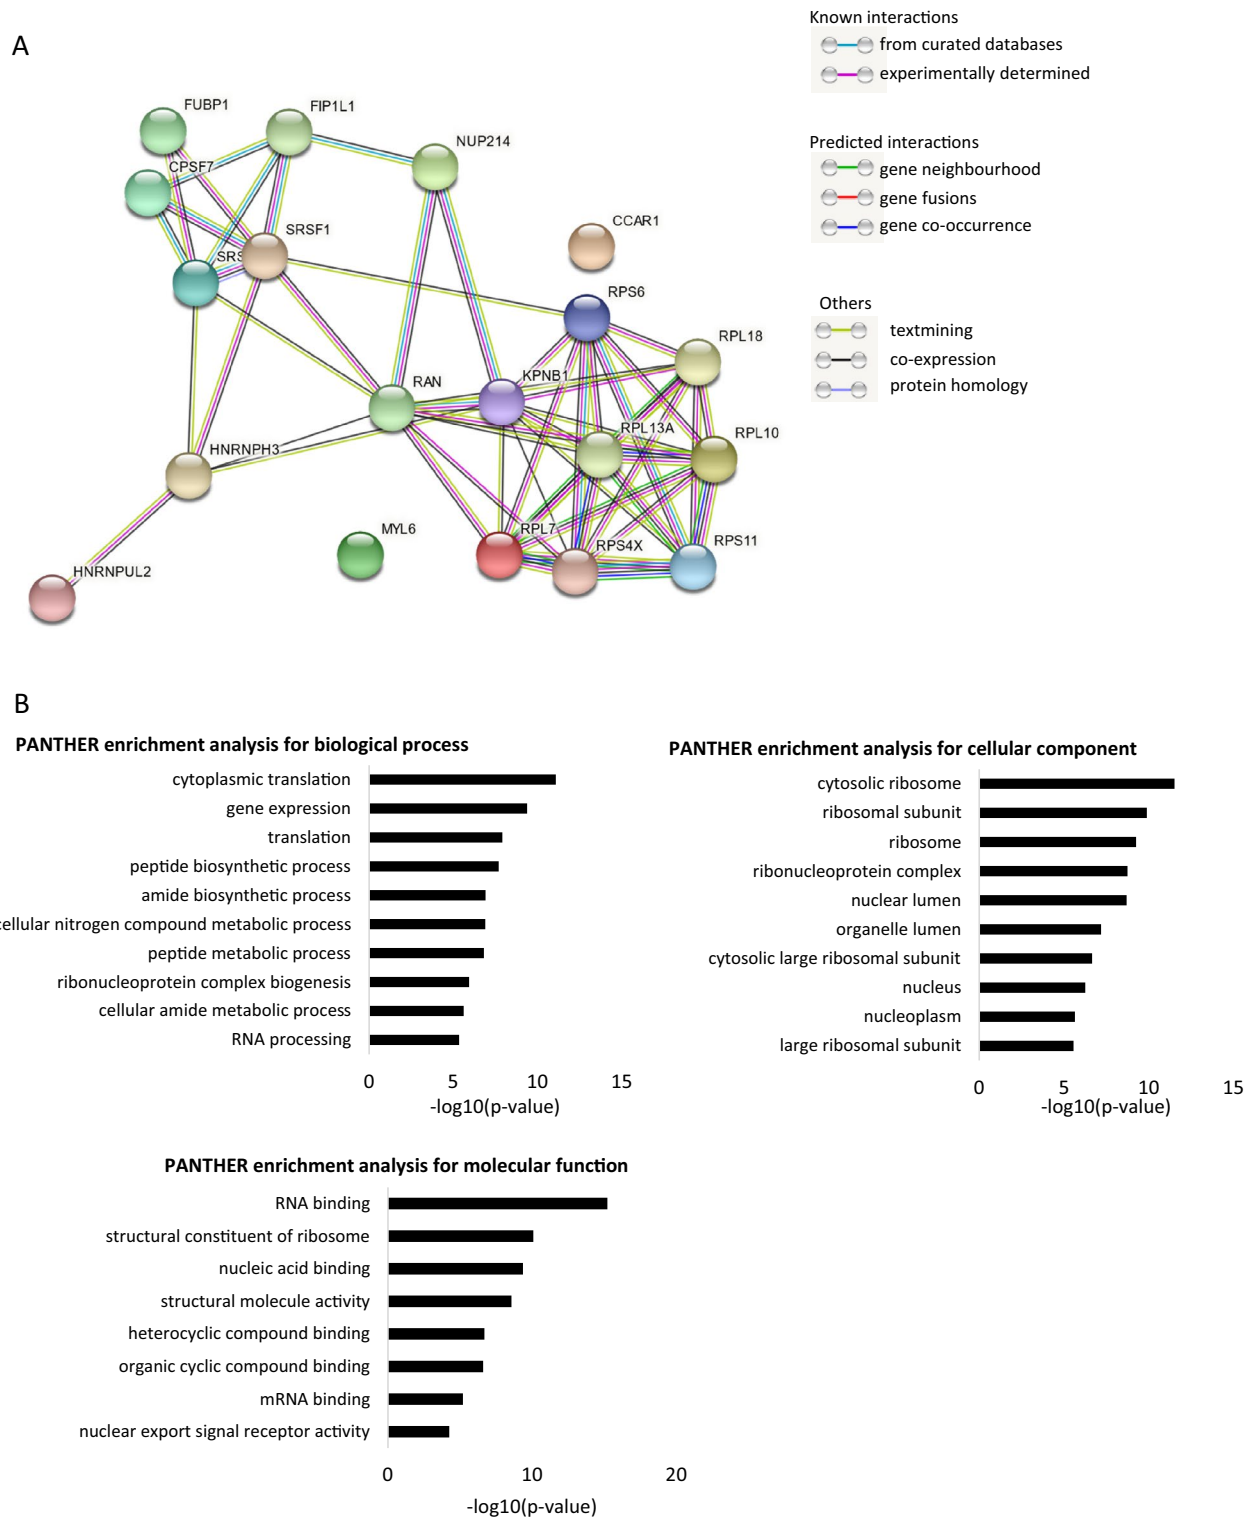 A
Known interactions
from curated databases
experimentally determined
Predicted interactions
gene neighbourhood
gene fusions
gene co-occurrence
Others
textmining
co-expression
protein homology
FUBP1
FIP1L1
NUP214
CPSF7
CCAR1
SRSF1
SRS
RPS6
RPL18
RAN
KPNB1
RPL13A
RPL10
HNRNPH3
MYL6
RPL7
RPS4X
RPS11
HNRNPUL2
B
PANTHER enrichment analysis for biological process
cytoplasmic translation
gene expression
translation
peptide biosynthetic process
amide biosynthetic process
cellular nitrogen compound metabolic process
peptide metabolic process
ribonucleoprotein complex biogenesis
cellular amide metabolic process
RNA processing
0 5 10 15
-log10(p-value)
PANTHER enrichment analysis for cellular component
cytosolic ribosome
ribosomal subunit
ribosome
ribonucleoprotein complex
nuclear lumen
organelle lumen
cytosolic large ribosomal subunit
nucleus
nucleoplasm
large ribosomal subunit
0 5 10 15
-log10(p-value)
PANTHER enrichment analysis for molecular function
RNA binding
structural constituent of ribosome
nucleic acid binding
structural molecule activity
heterocyclic compound binding
organic cyclic compound binding
mRNA binding
nuclear export signal receptor activity
0 10 20
-log10(p-value)